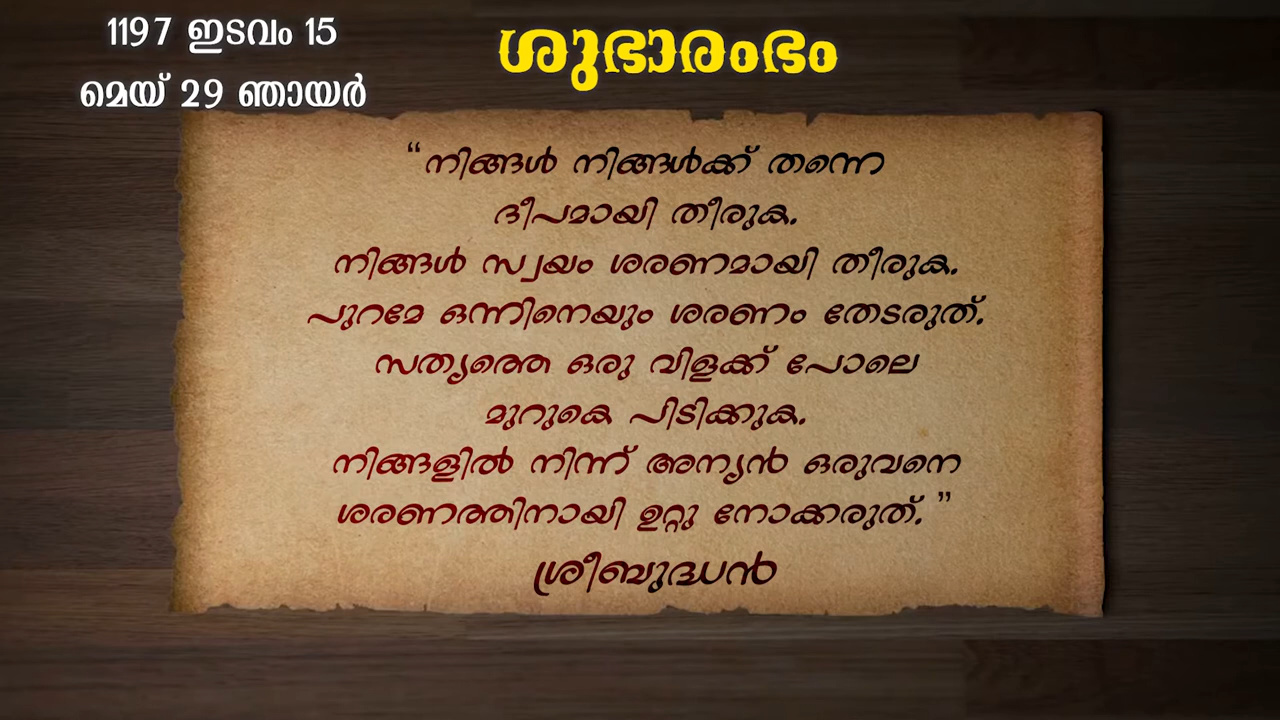 1197 ഇടവം 15
മെയ് 29 ഞായർ
ശുഭാരംഭം
“നിങ്ങൾ നിങ്ങൾക്ക് തന്നെ
ദീപമായി തീരുക.
നിങ്ങൾ സ്വയം ശരണമായി തീരുക.
പുറമേ ഒന്നിനെയും ശരണം തേടരുത്.
സത്യത്തെ ഒരു വിളക്ക് പോലെ
മുറുകെ പിടിക്കുക.
നിങ്ങളിൽ നിന്ന് അന്യൻ ഒരുവനെ
ശരണത്തിനായി ഉറ്റു നോക്കരുത്.”
ശ്രീബുദ്ധൻ